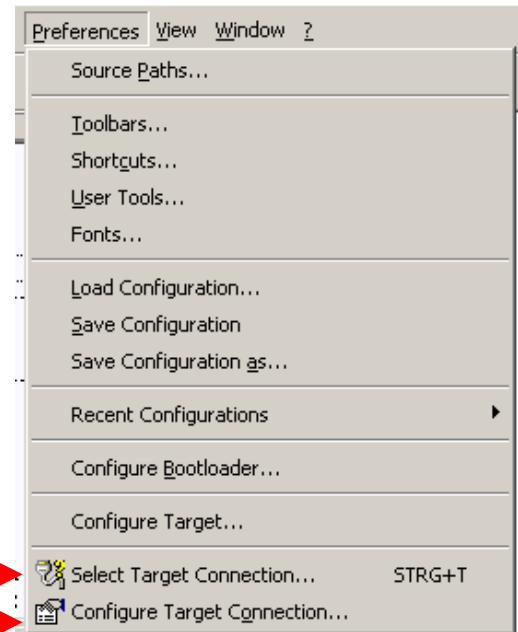 Preferences View Window ?
Source Paths...
Toolbars...
Shortcuts...
User Tools...
Fonts...
Load Configuration...
Save Configuration
Save Configuration as...
Recent Configurations
Configure Bootloader...
Configure Target...
Select Target Connection... STRG+T
Configure Target Connection...